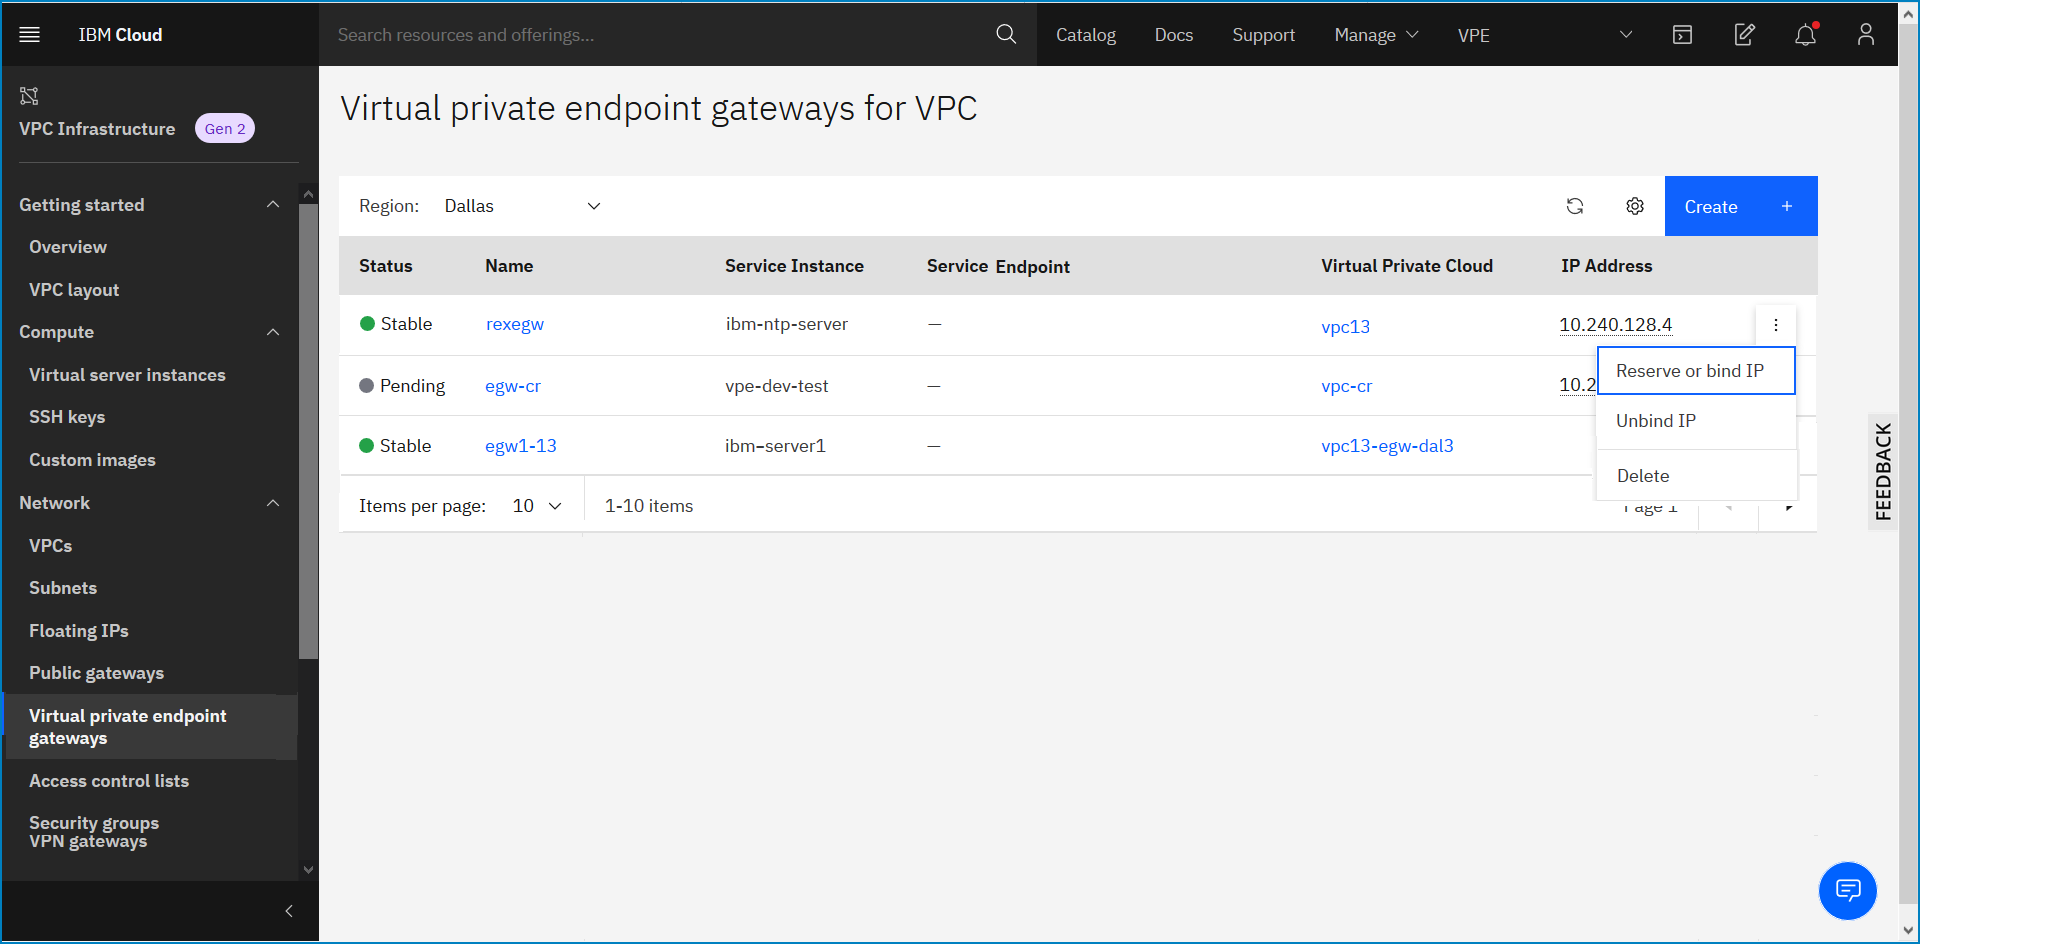 IBM Cloud
Search resources and offerings...
Catalog
Docs
Support
Manage
VPE
VPC Infrastructure
Gen 2
Getting started
Overview
VPC layout
Compute
Virtual server instances
SSH keys
Custom images
Network
VPCs
Subnets
Floating IPs
Public gateways
Virtual private endpoint
gateways
Access control lists
Security groups
VPN gateways
Virtual private endpoint gateways for VPC
Region: Dallas
Create +
Status Name Service Instance Service Endpoint Virtual Private Cloud IP Address
Stable rexegw ibm-ntp-server — vpc13 10.240.128.4
Pending egw-cr vpe-dev-test — vpc-cr 10.2
Stable egw1-13 ibm-server1 — vpc13-egw-dal3
Reserve or bind IP
Unbind IP
Delete
Items per page: 10 1-10 items Page 1
FEEDBACK